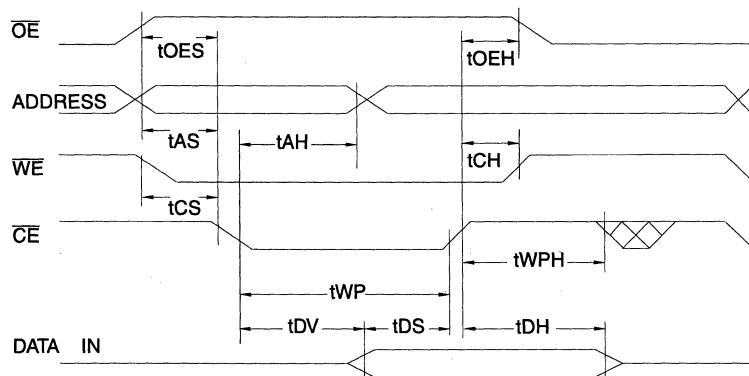 OE
tOES
tOEH
ADDRESS
tAS
tAH
tCH
WE
tCS
CE
tWPH
tWP
tDV
tDS
tDH
DATA IN